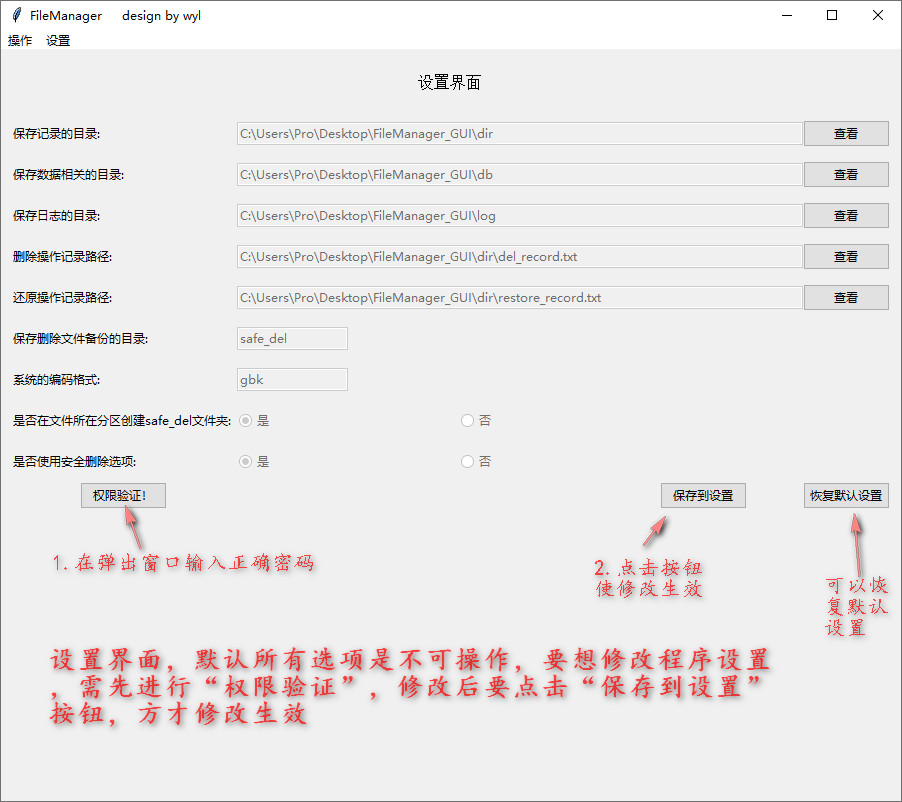 FileManager design by wyl
操作 设置
设置界面
保存记录的目录: C:\Users\Pro\Desktop\FileManager_GUI\dir 查看
保存数据相关的目录: C:\Users\Pro\Desktop\FileManager_GUI\db 查看
保存日志的目录: C:\Users\Pro\Desktop\FileManager_GUI\log 查看
删除操作记录路径: C:\Users\Pro\Desktop\FileManager_GUI\dir\del_record.txt 查看
还原操作记录路径: C:\Users\Pro\Desktop\FileManager_GUI\dir\restore_record.txt 查看
保存删除文件备份的目录: safe_del
系统的编码格式: gbk
是否在文件所在分区创建safe_del文件夹: 是 否
是否使用安全删除选项: 是 否
权限验证! 保存到设置 恢复默认设置
1. 在弹出窗口输入正确密码
2. 点击按钮
使修改生效
可以恢
复默认
设置
设置界面，默认所有选项是不可操作，要想修改程序设置
，需先进行“权限验证”，修改后要点击“保存到设置”
按钮，方才修改生效